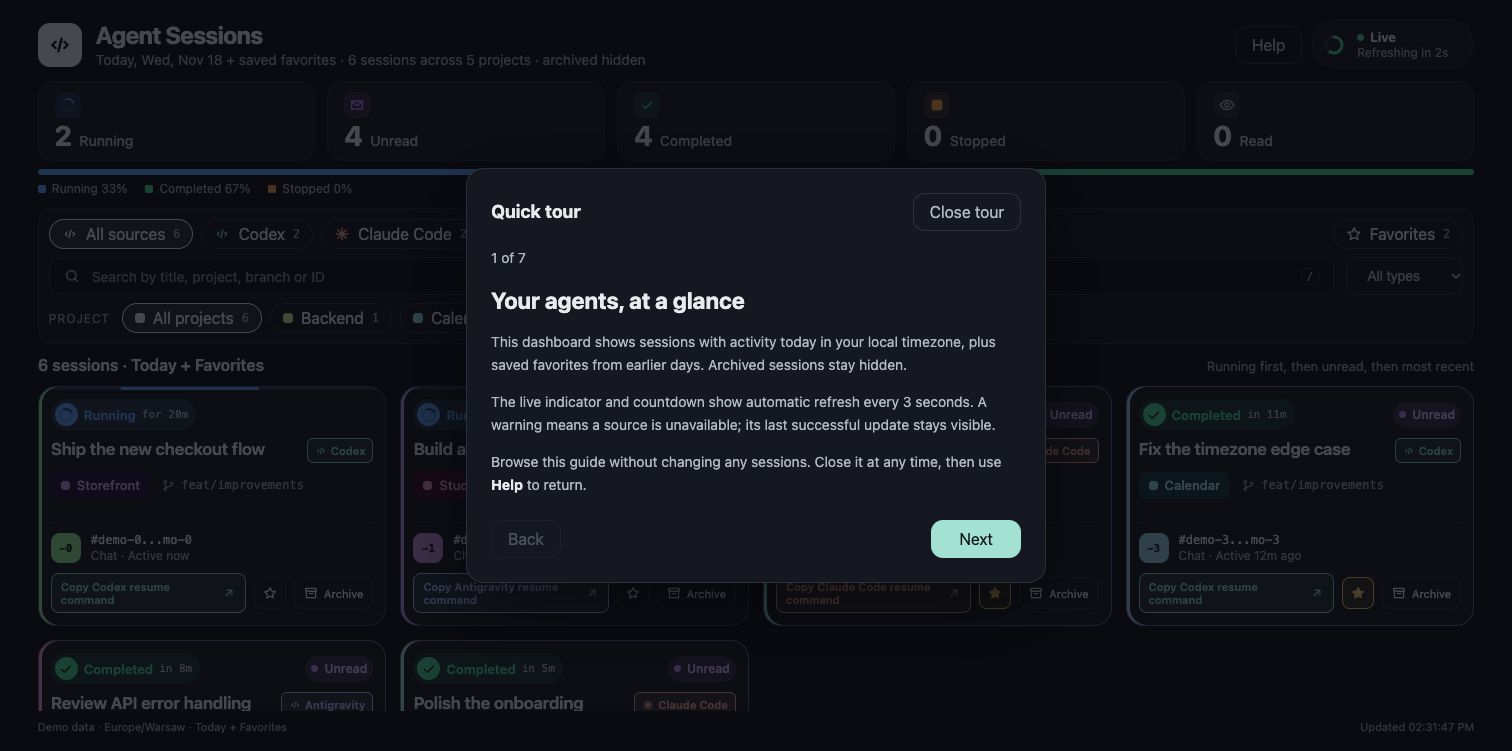 Agent Sessions
Today, Wed, Nov 18 + saved favorites · 6 sessions across 5 projects · archived hidden
Help
Live
Refreshing in 2s
2 Running
4 Unread
4 Completed
0 Stopped
0 Read
Running 33% Completed 67% Stopped 0%
All sources 6
Codex 2
Claude Code 2
Favorites 2
Search by title, project, branch or ID
/
All types
PROJECT
All projects 6
Backend 1
6 sessions · Today + Favorites
Running first, then unread, then most recent
Quick tour
Close tour
1 of 7
Your agents, at a glance
This dashboard shows sessions with activity today in your local timezone, plus
saved favorites from earlier days. Archived sessions stay hidden.
The live indicator and countdown show automatic refresh every 3 seconds. A
warning means a source is unavailable; its last successful update stays visible.
Browse this guide without changing any sessions. Close it at any time, then use
Help to return.
Back
Next
Running for 20m
Ship the new checkout flow
Codex
Storefront
feat/improvements
-0
#demo-0...mo-0
Chat · Active now
Copy Codex resume
command
Archive
Build
-1
Copy Antigravity resume
command
Archive
Unread
Code
Copy Claude Code resume
command
Archive
Completed in 11m
Unread
Fix the timezone edge case
Codex
Calendar
feat/improvements
-3
#demo-3...mo-3
Chat · Active 12m ago
Copy Codex resume
command
Archive
Completed in 8m
Unread
Review API error handling
Antigravity
Completed in 5m
Unread
Polish the onboarding
Claude Code
Demo data · Europe/Warsaw · Today + Favorites
Updated 02:31:47 PM